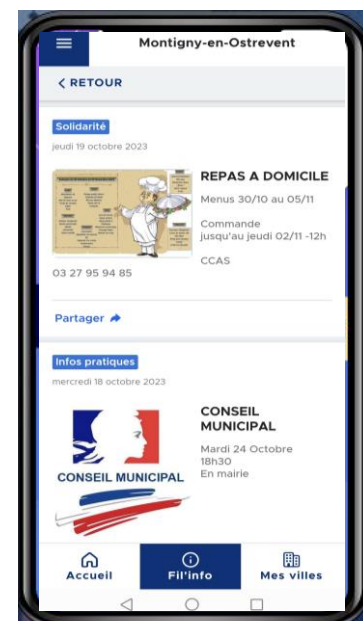 Montigny-en-Ostrevent
< RETOUR
Solidarité
jeudi 19 octobre 2023
REPAS A DOMICILE
Menus 30/10 au 05/11
Commande
jusqu'au jeudi 02/11 -12h
CCAS
03 27 95 94 85
Partager
Infos pratiques
mercredi 18 octobre 2023
CONSEIL
MUNICIPAL
Mardi 24 Octobre
18h30
En mairie
CONSEIL MUNICIPAL
Accueil
Fil'info
Mes villes